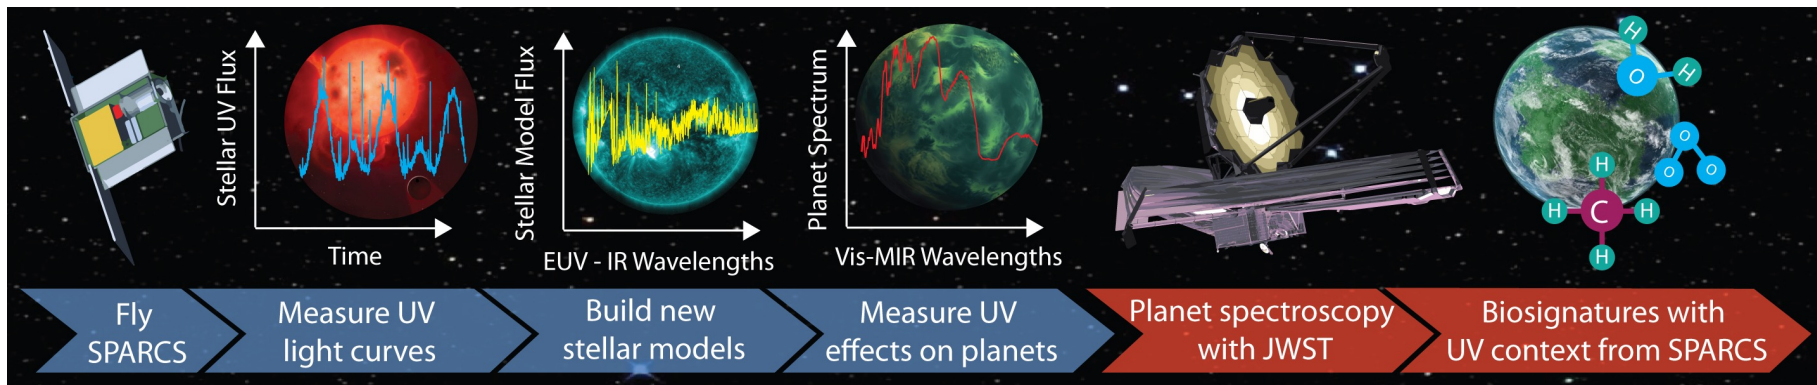 Stellar UV Flux
Time
Stellar Model Flux
EUV - IR Wavelengths
Planet Spectrum
Vis-MIR Wavelengths
H
O
H
O
O
O
H
H
C
H
H
Fly
SPARCS
Measure UV
light curves
Build new
stellar models
Measure UV
effects on planets
Planet spectroscopy
with JWST
Biosignatures with
UV context from SPARCS